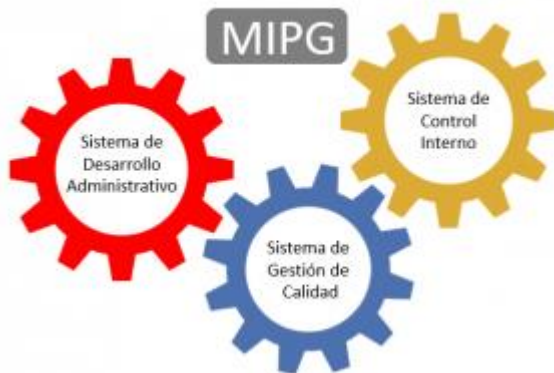 MIPG
Sistema de
Desarrollo
Administrativo
Sistema de
Control
Interno
Sistema de
Gestión de
Calidad